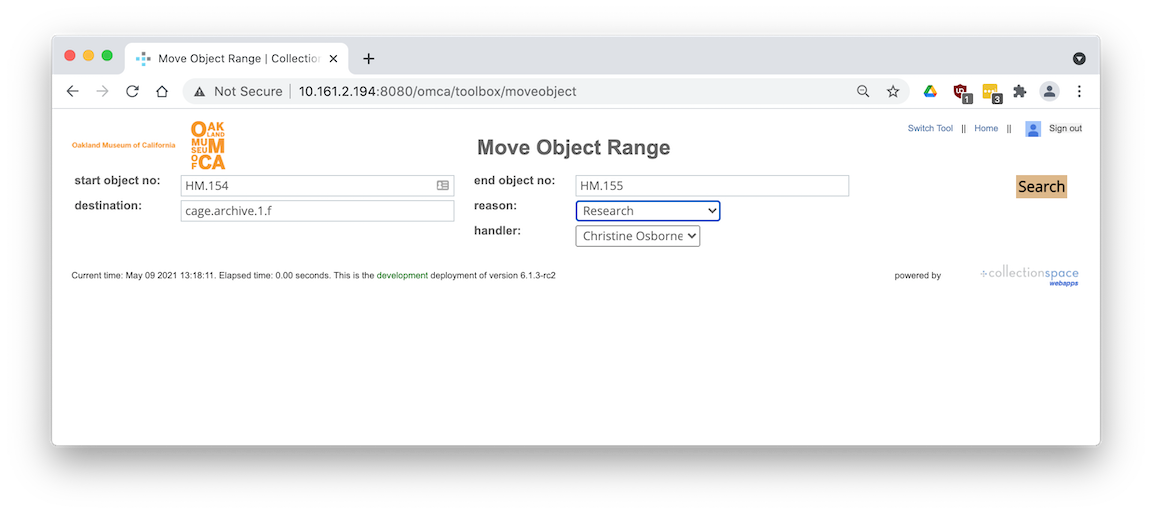 Move Object Range | Collection
Not Secure | 10.161.2.194:8080/omca/toolbox/moveobject
1
3
Switch Tool || Home || Sign out
Oakland Museum of California
OAK
LAND
MU M
SEU
OF CA
Move Object Range
start object no: HM.154 end object no: HM.155 Search
destination: cage.archive.1.f reason: Research
handler: Christine Osborne
Current time: May 09 2021 13:18:11. Elapsed time: 0.00 seconds. This is the development deployment of version 6.1.3-rc2 powered by collectionspace
webapps